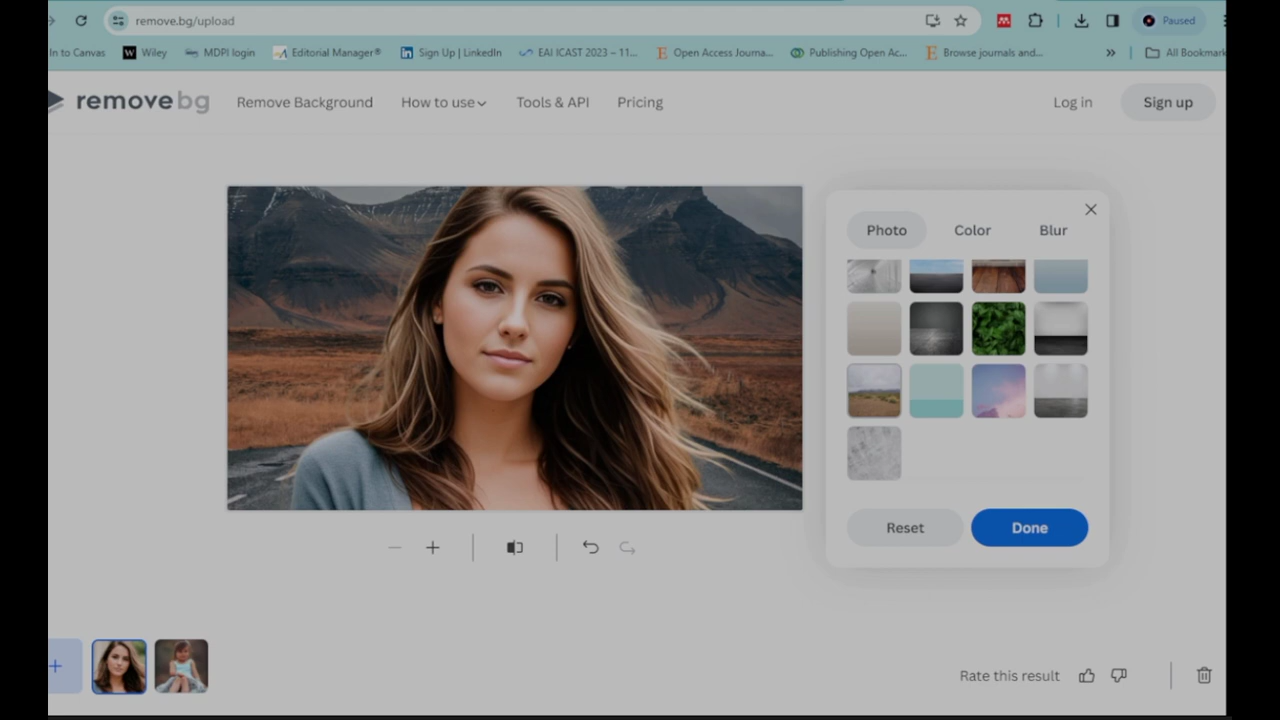 remove.bg/upload
Paused
In to Canvas
Wiley
MDPI login
Editorial Manager®
Sign Up | LinkedIn
EAI ICAST 2023 – 11...
Open Access Journa...
Publishing Open Ac...
Browse journals and...
»
All Bookmark
removebg
Remove Background
How to use
Tools & API
Pricing
Log in
Sign up
Photo
Color
Blur
Reset
Done
Rate this result